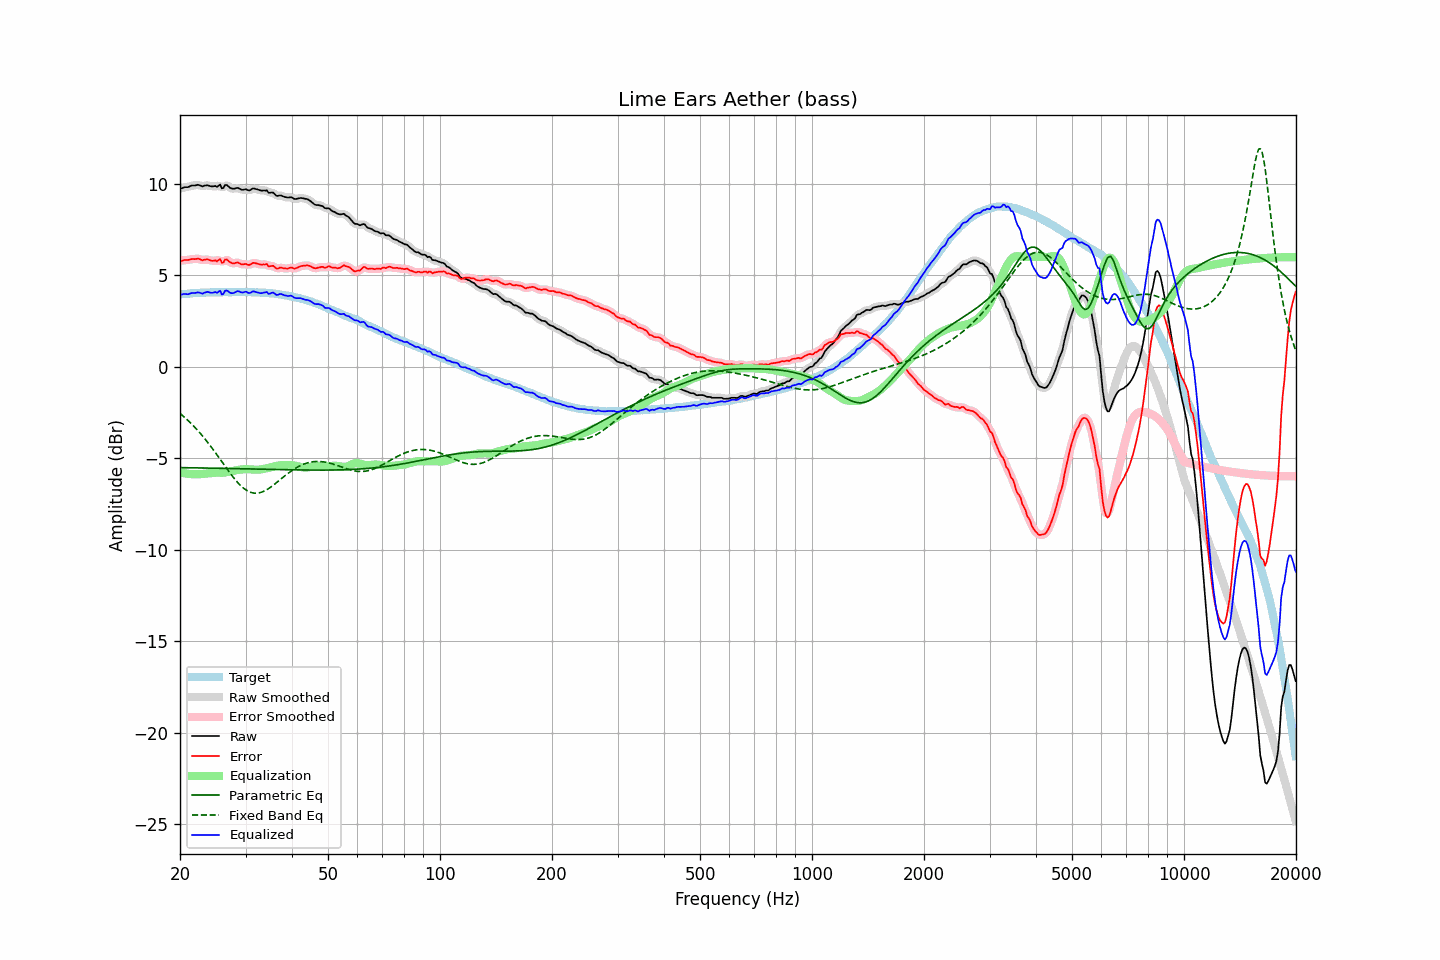 Lime Ears Aether (bass)
Amplitude (dBr)
10
5
0
−5
−10
−15
−20
−25
Target
Raw Smoothed
Error Smoothed
Raw
Error
Equalization
Parametric Eq
Fixed Band Eq
Equalized
20 50 100 200 500 1000 2000 5000 10000 20000
Frequency (Hz)